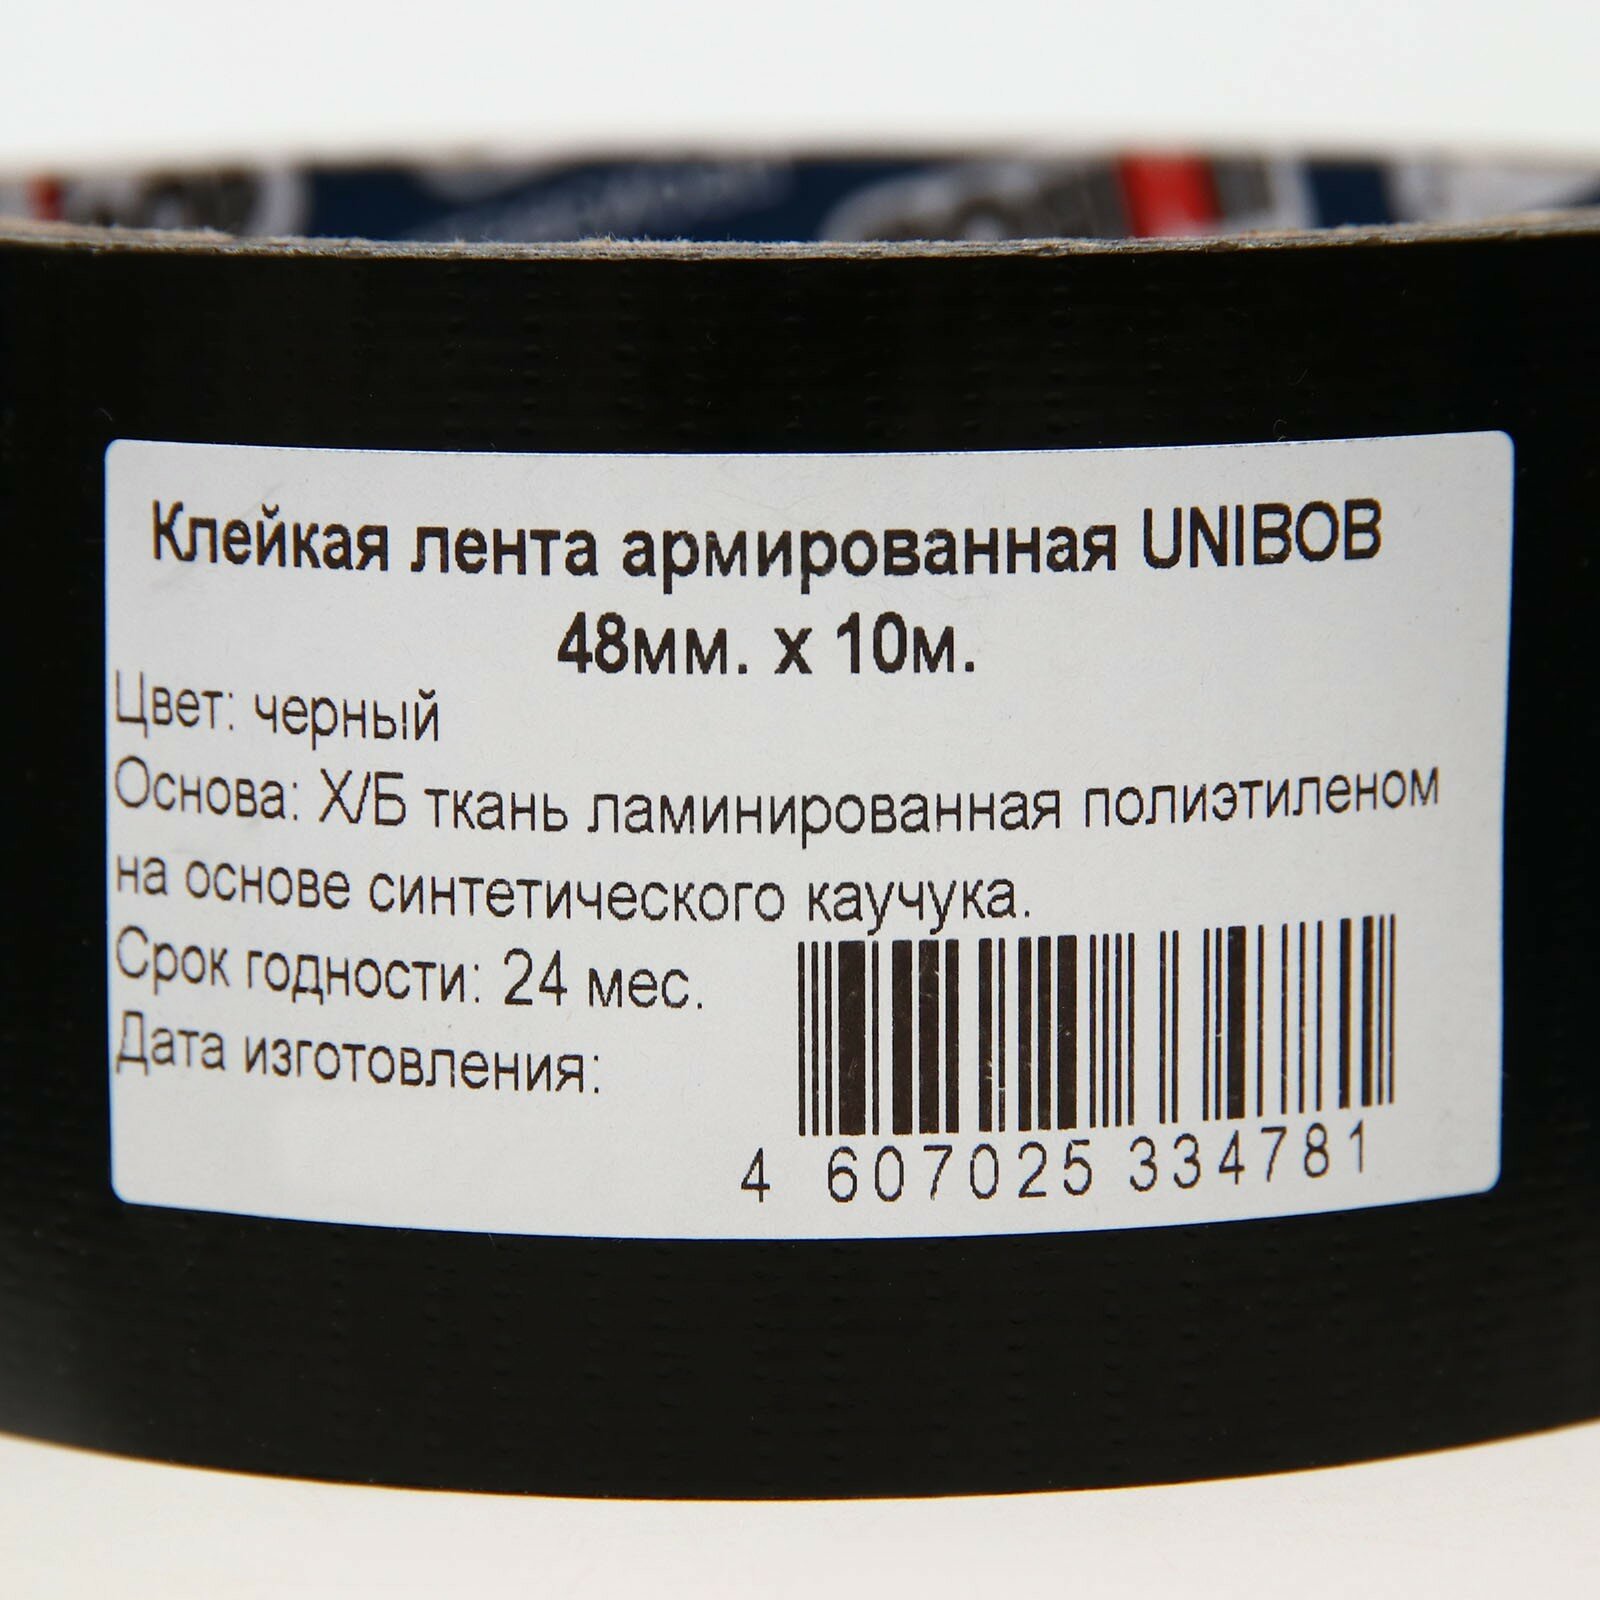 Клейкая лента армированная UNIBOB
48мм. х 10м.
Цвет: черный
Основа: Х/Б ткань ламинированная полиэтиленом
на основе синтетического каучука.
Срок годности: 24 мес.
Дата изготовления:
4 607025 334781